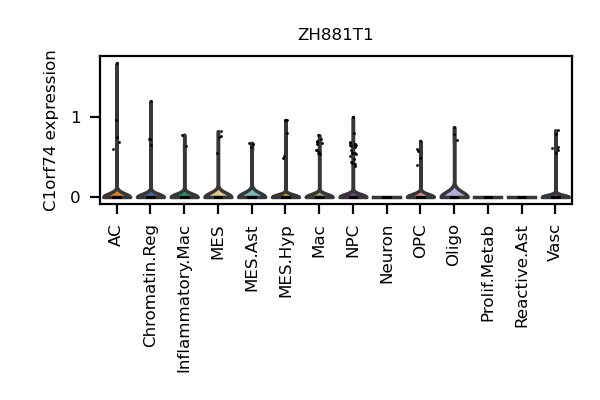 ZH881T1
C1orf74 expression
1
0
AC
Chromatin.Reg
Inflammatory.Mac
MES
MES.Ast
MES.Hyp
Mac
NPC
Neuron
OPC
Oligo
Prolif.Metab
Reactive.Ast
Vasc